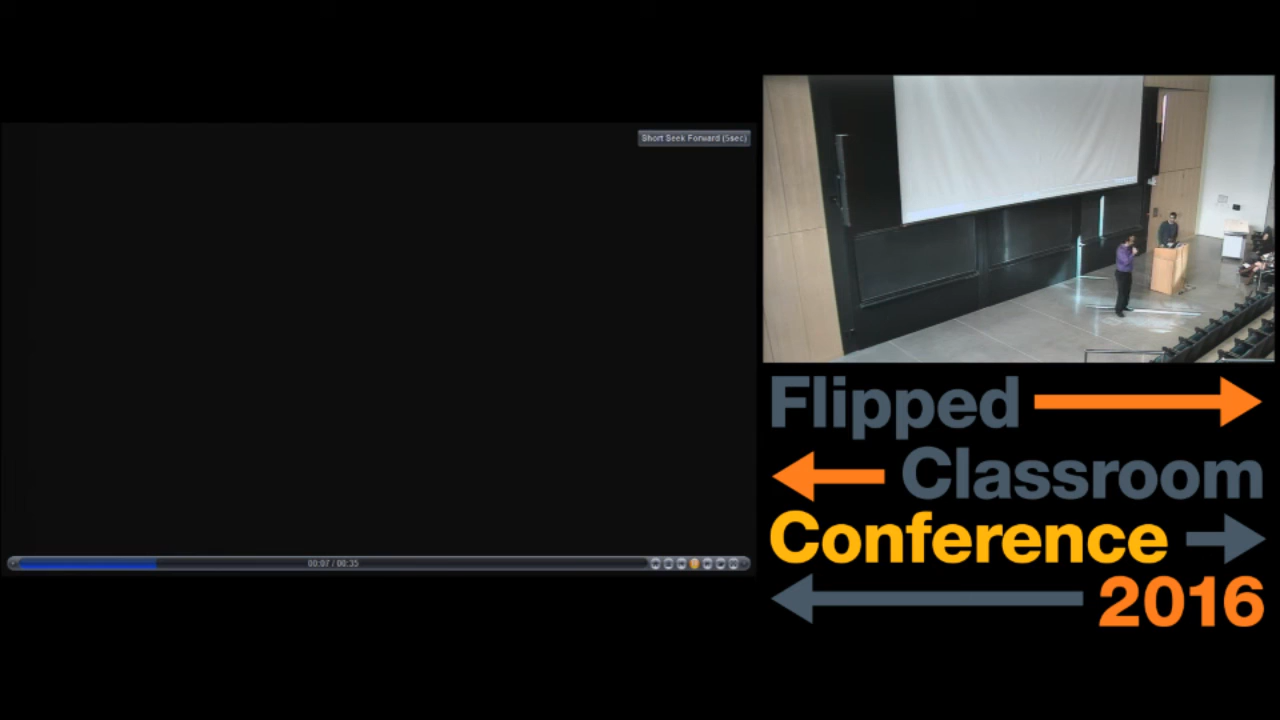 Short Seek Forward (5sec)
00:07 / 00:35
Flipped
Classroom
Conference
2016